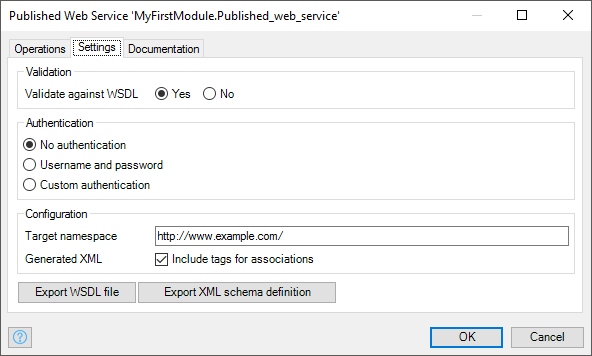 Published Web Service 'MyFirstModule.Published_web_service'
Operations Settings Documentation
Validation
Validate against WSDL Yes No
Authentication
No authentication
Username and password
Custom authentication
Configuration
Target namespace http://www.example.com/
Generated XML Include tags for associations
Export WSDL file Export XML schema definition
? OK Cancel